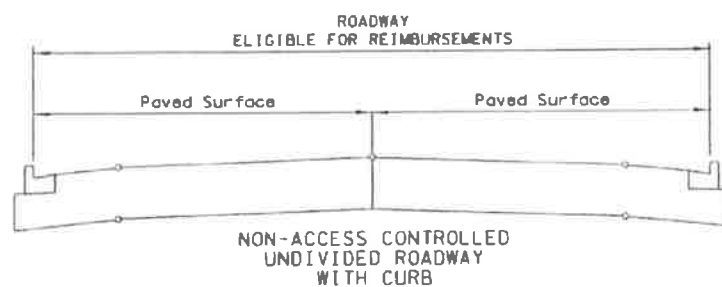 ROADWAY
ELIGIBLE FOR REIMBURSEMENTS
Paved Surface
Paved Surface
NON-ACCESS CONTROLLED
UNDIVIDED ROADWAY
WITH CURB